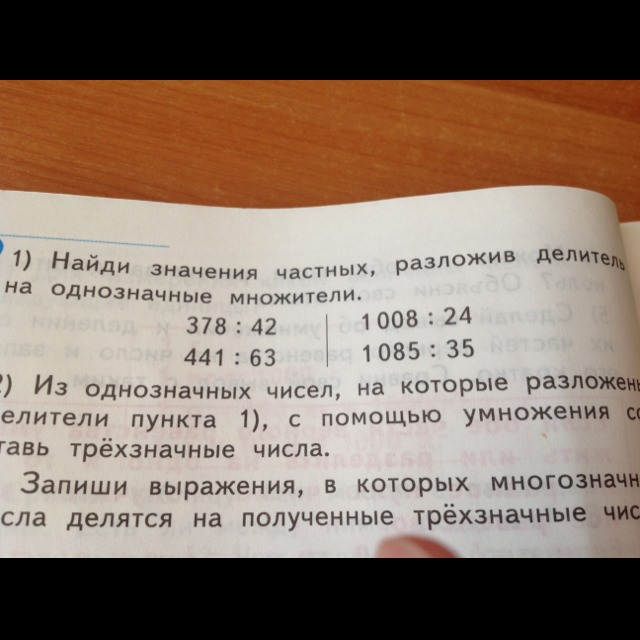 1) Найди значения частных, разложив делитель
на однозначные множители.
378 : 42
1 008 : 24
441 : 63
1 085 : 35
2) Из однозначных чисел, на которые разложены
елители пункта 1), с помощью умножения со
тавь трёхзначные числа.
Запиши выражения, в которых многозначн
сла делятся на полученные трёхзначные чис